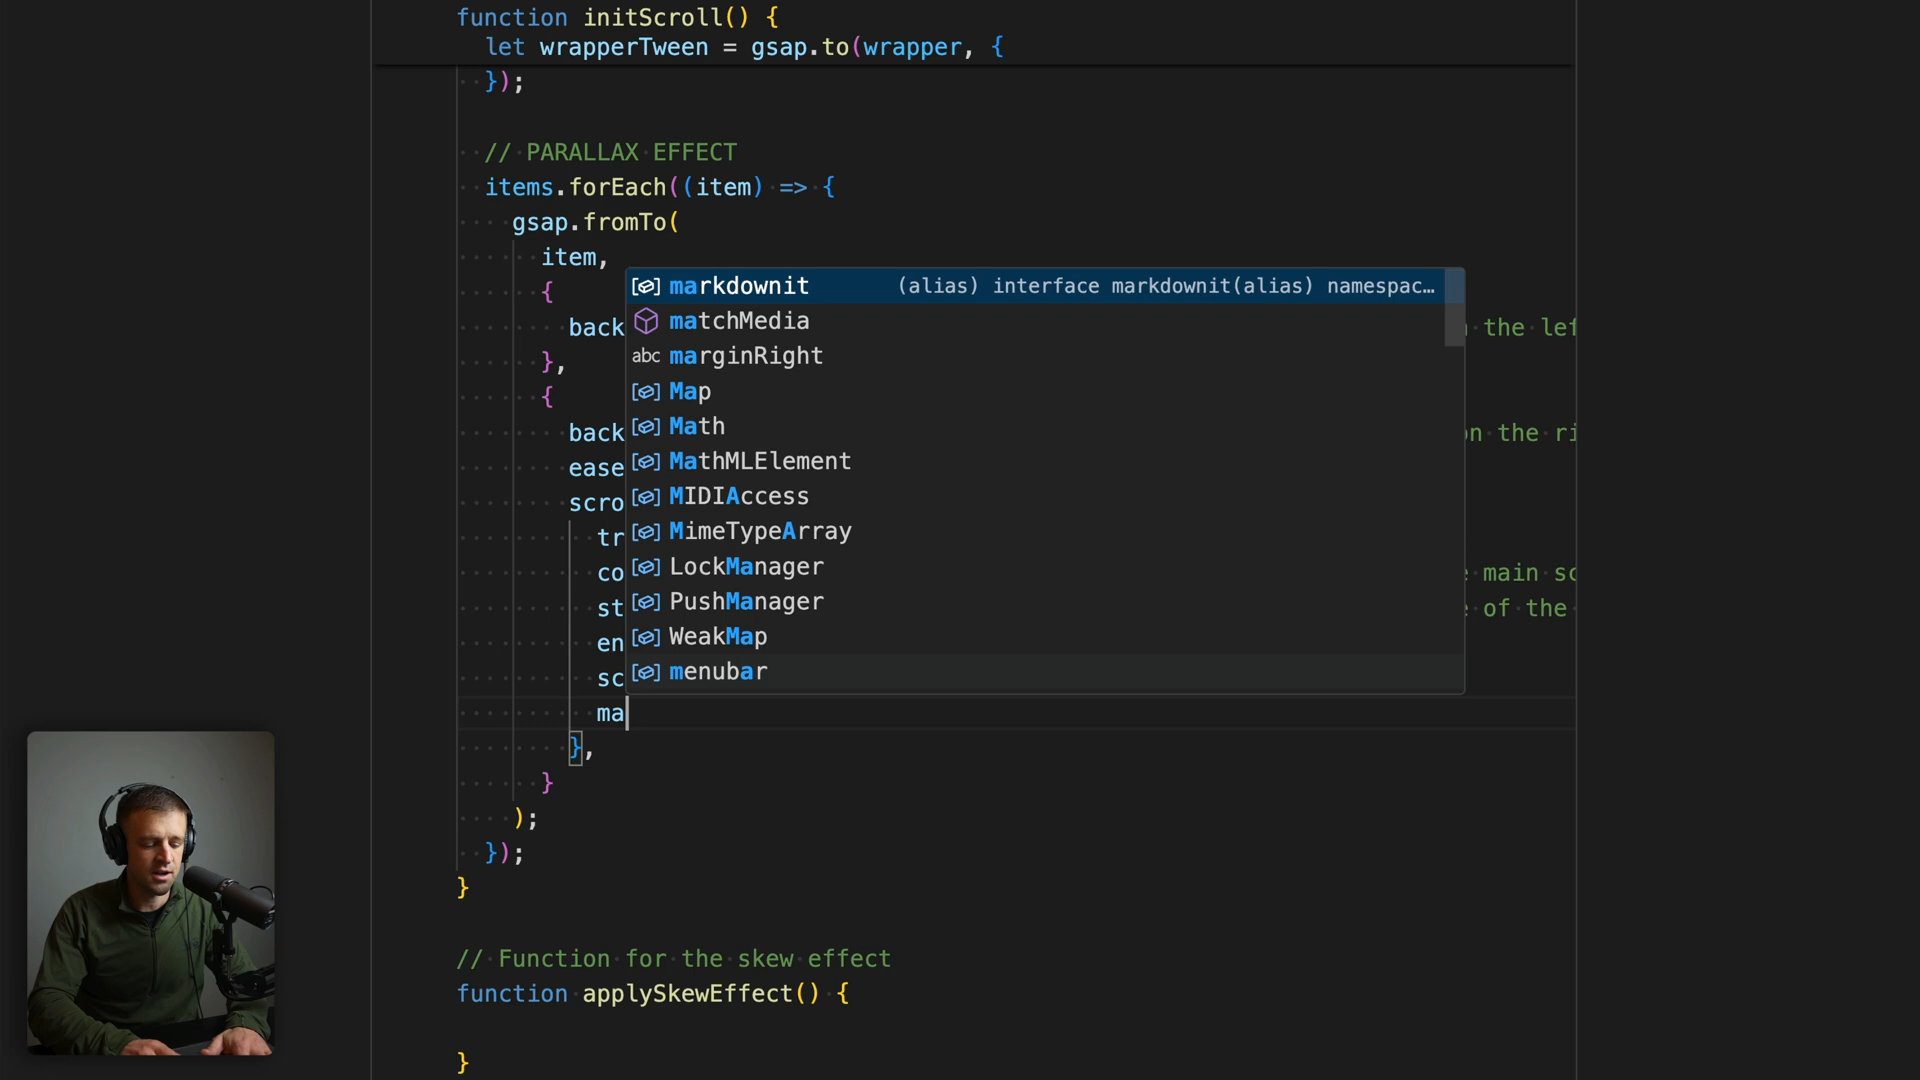 function initScroll() {
let wrapperTween = gsap.to(wrapper, {
});
// PARALLAX EFFECT
items.forEach((item) => {
gsap.fromTo(
item,
{
markdownit (alias) interface markdownit(alias) namespac…
matchMedia
back the lef
marginRight
},
Map
{
Math
back on the ri
MathMLElement
ease
MIDIAccess
scro
MimeTypeArray
tr
LockManager
co main sc
PushManager
st of the
WeakMap
en
menubar
sc
ma
},
}
);
});
}
// Function for the skew effect
function applySkewEffect() {
}